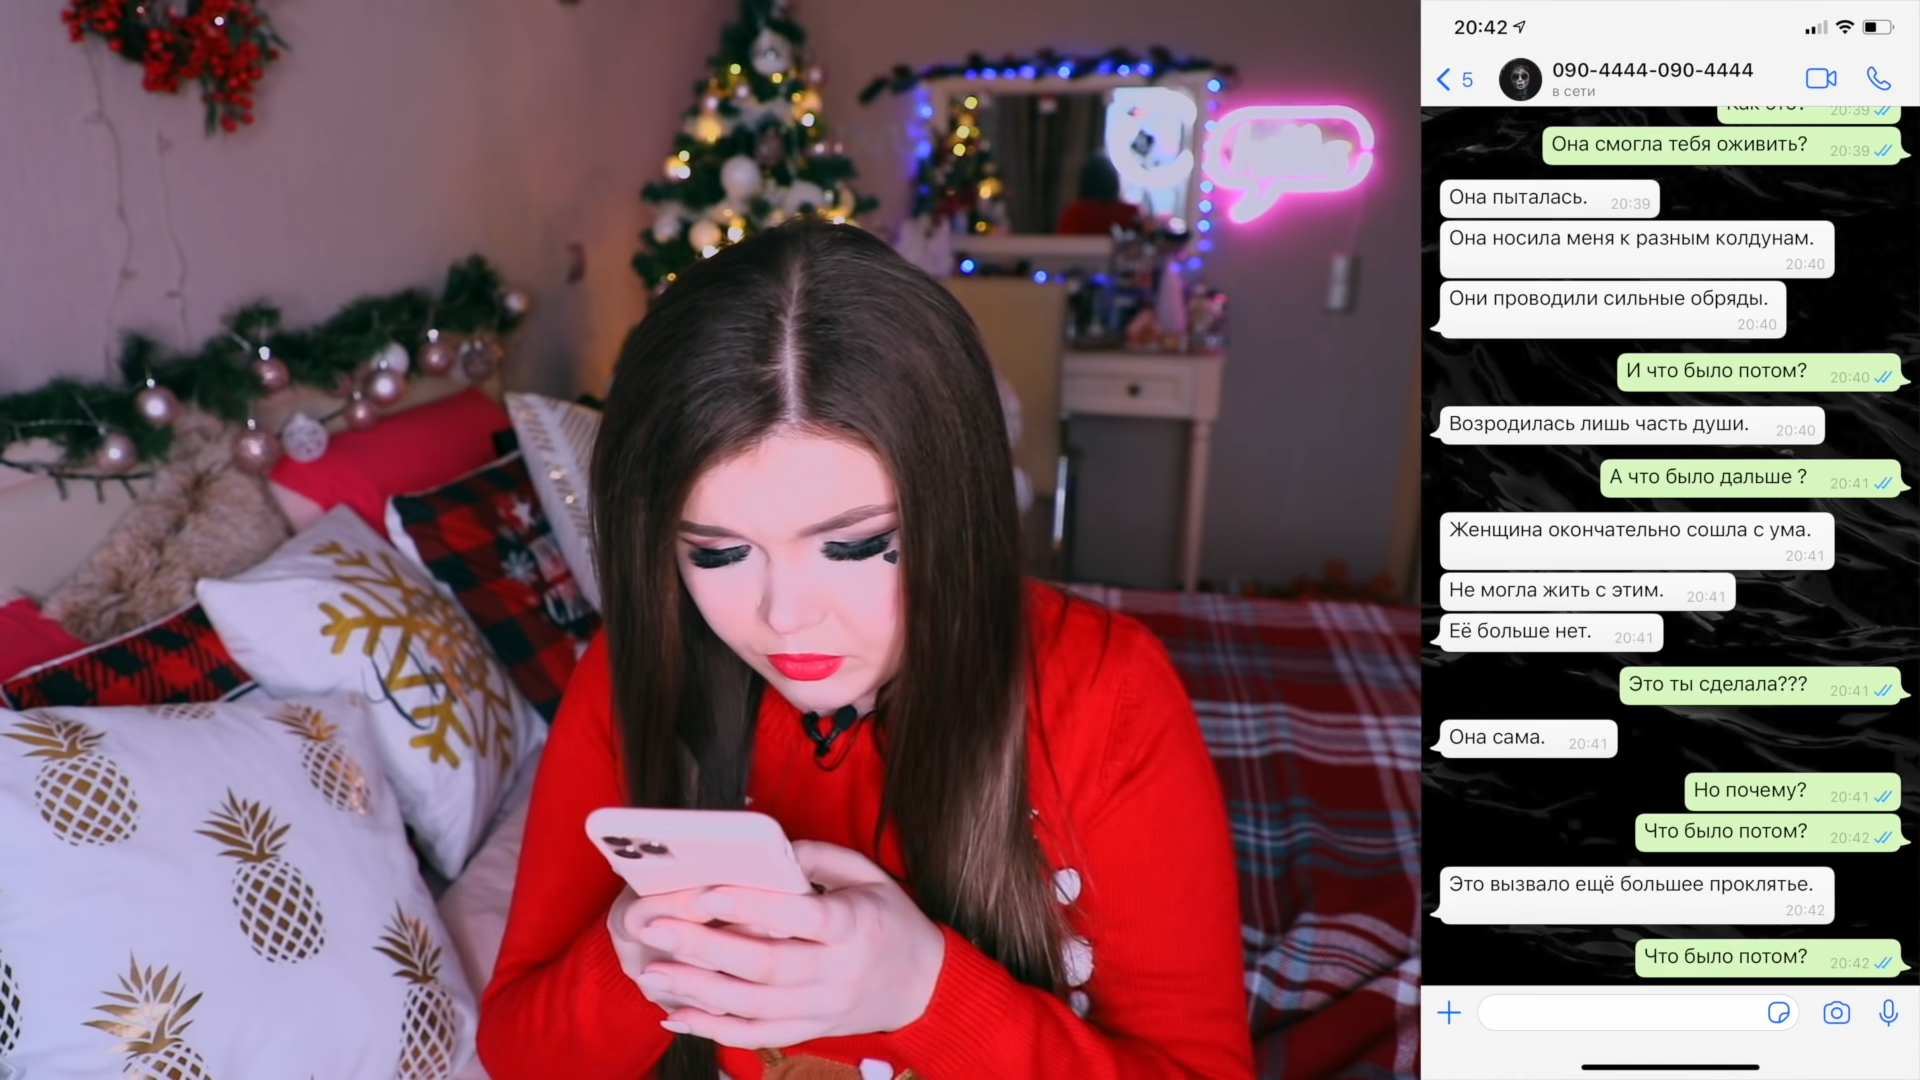 20:42
5
090-4444-090-4444
в сети
20:39
Она смогла тебя оживить? 20:39
Она пыталась. 20:39
Она носила меня к разным колдунам.
20:40
Они проводили сильные обряды.
20:40
И что было потом? 20:40
Возродилась лишь часть души. 20:40
А что было дальше ? 20:41
Женщина окончательно сошла с ума.
20:41
Не могла жить с этим. 20:41
Её больше нет. 20:41
Это ты сделала??? 20:41
Она сама. 20:41
Но почему? 20:41
Что было потом? 20:42
Это вызвало ещё большее проклятье.
20:42
Что было потом? 20:42